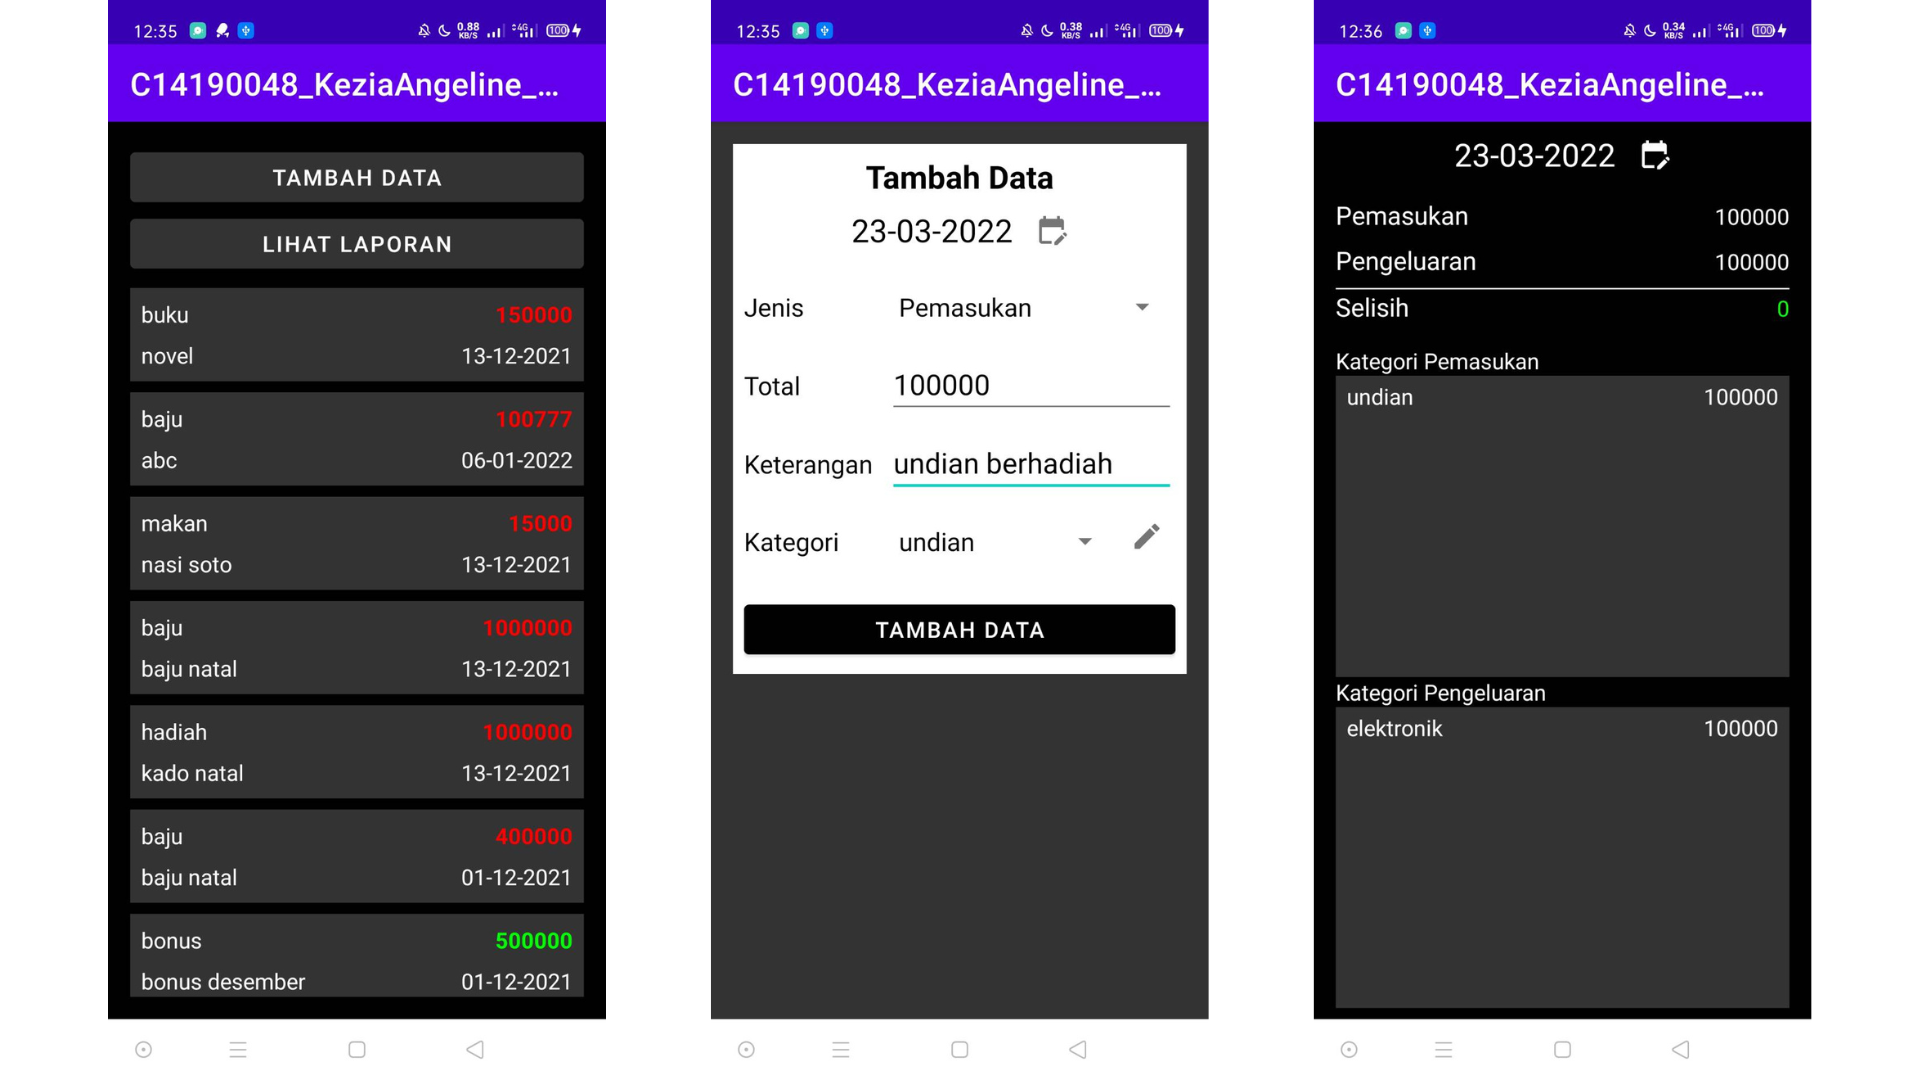 12:35
0.88 KB/S 4G 100
C14190048_KeziaAngeline_...
TAMBAH DATA
LIHAT LAPORAN
buku 150000
novel 13-12-2021
baju 100777
abc 06-01-2022
makan 15000
nasi soto 13-12-2021
baju 1000000
baju natal 13-12-2021
hadiah 1000000
kado natal 13-12-2021
baju 400000
baju natal 01-12-2021
bonus 500000
bonus desember 01-12-2021
12:35
0.38 KB/S 4G 100
C14190048_KeziaAngeline_...
Tambah Data
23-03-2022
Jenis Pemasukan
Total 100000
Keterangan undian berhadiah
Kategori undian
TAMBAH DATA
12:36
0.34 KB/S 4G 100
C14190048_KeziaAngeline_...
23-03-2022
Pemasukan 100000
Pengeluaran 100000
Selisih 0
Kategori Pemasukan
undian 100000
Kategori Pengeluaran
elektronik 100000